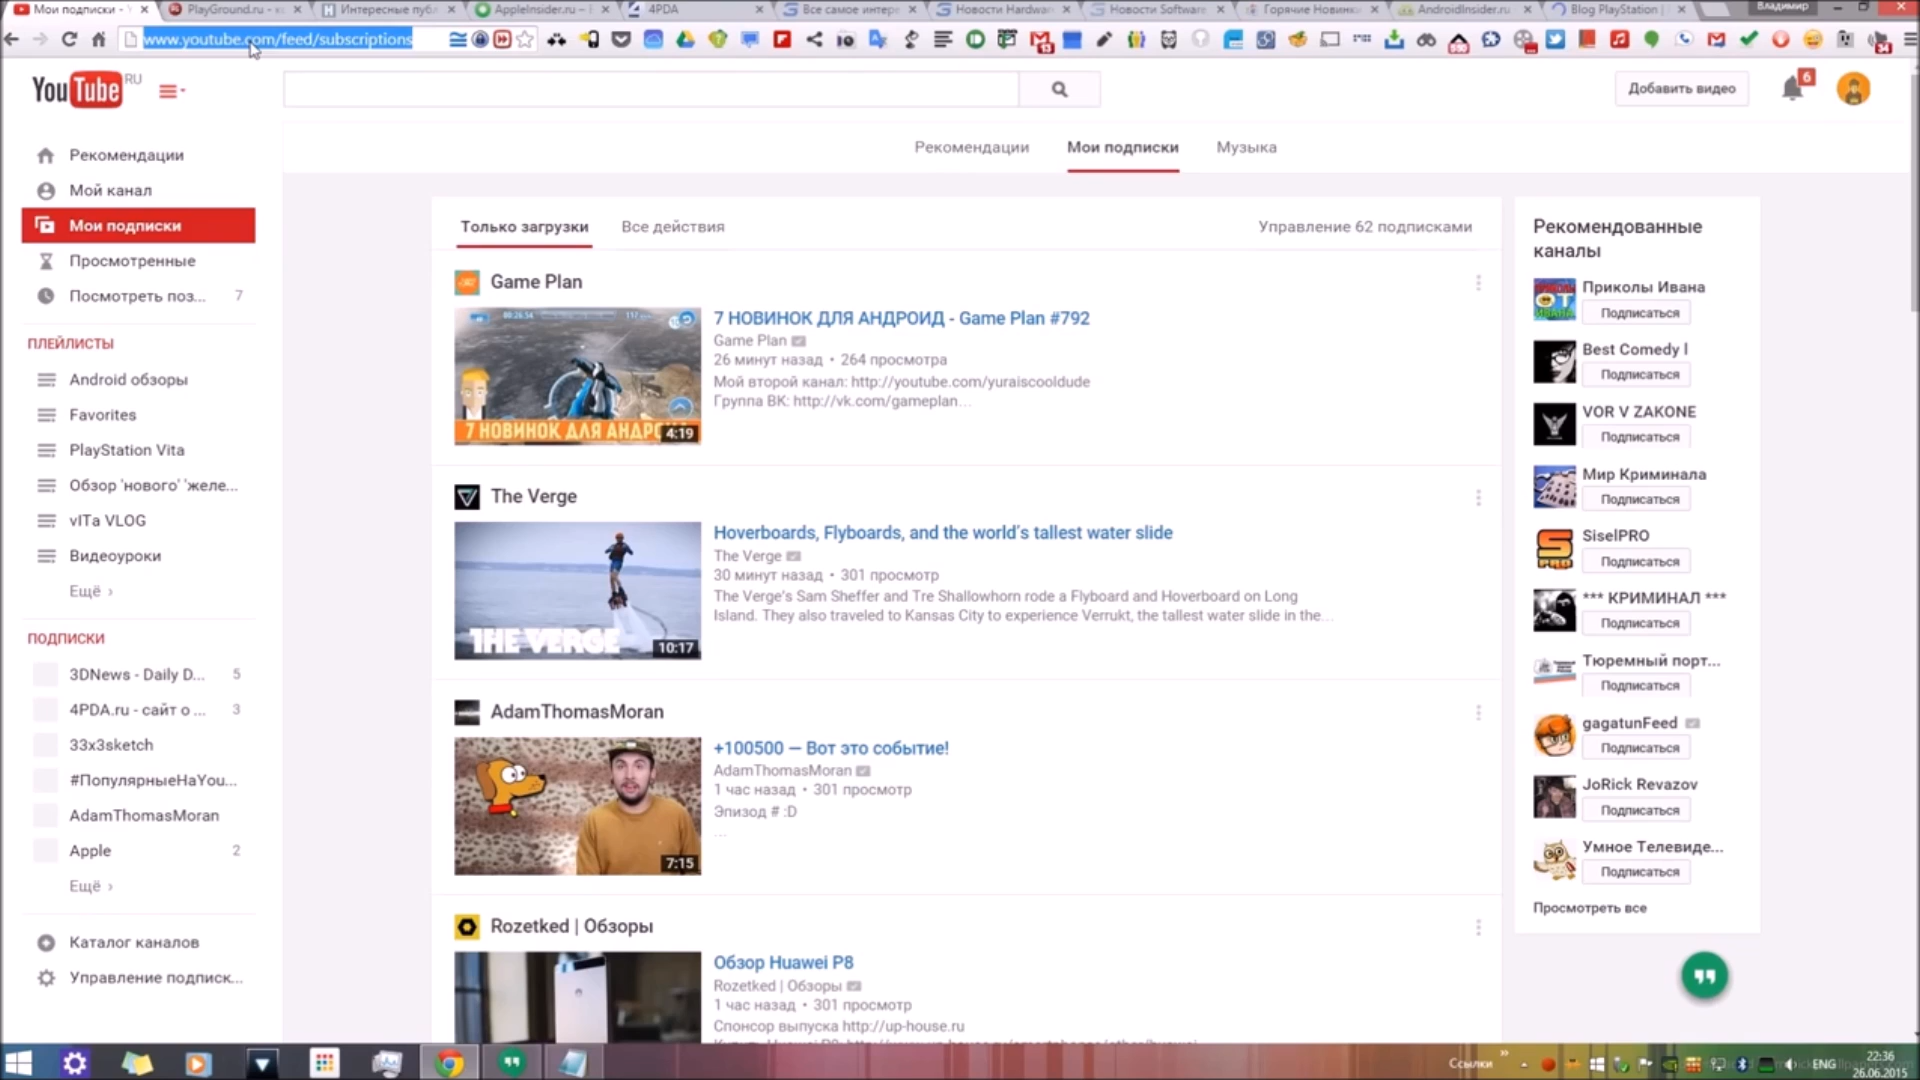 Мои подписки - Y
PlayGround.ru -
Интересные публ
AppleInsider.ru –
4PDA
Все самое интере
Новости Hardwa
Новости Software
Горячие Новинк
AndroidInsider.ru
Blog PlayStation |
Владимир
www.youtube.com/feed/subscriptions
YouTube RU
Добавить видео
6
Рекомендации
Мои подписки
Музыка
Рекомендации
Мой канал
Мои подписки
Просмотренные
Посмотреть поз... 7
ПЛЕЙЛИСТЫ
Android обзоры
Favorites
PlayStation Vita
Обзор 'нового' 'желе...
vITa VLOG
Видеоуроки
Ещё ›
ПОДПИСКИ
3DNews - Daily D... 5
4PDA.ru - сайт о ... 3
33x3sketch
#ПопулярныеНаYou...
AdamThomasMoran
Apple 2
Ещё ›
Каталог каналов
Управление подписк...
Только загрузки
Все действия
Управление 62 подписками
Game Plan
7 НОВИНОК ДЛЯ АНДРО
4:19
7 НОВИНОК ДЛЯ АНДРОИД - Game Plan #792
Game Plan
26 минут назад • 264 просмотра
Мой второй канал: http://youtube.com/yuraiscooldude
Группа ВК: http://vk.com/gameplan...
The Verge
THE VERGE
10:17
Hoverboards, Flyboards, and the world's tallest water slide
The Verge
30 минут назад • 301 просмотр
The Verge's Sam Sheffer and Tre Shallowhorn rode a Flyboard and Hoverboard on Long
Island. They also traveled to Kansas City to experience Verrukt, the tallest water slide in the...
AdamThomasMoran
7:15
+100500 — Вот это событие!
AdamThomasMoran
1 час назад • 301 просмотр
Эпизод # :D
...
Rozetked | Обзоры
Обзор Huawei P8
Rozetked | Обзоры
1 час назад • 301 просмотр
Спонсор выпуска http://up-house.ru
Рекомендованные
каналы
Приколы Ивана
Подписаться
Best Comedy l
Подписаться
VOR V ZAKONE
Подписаться
Мир Криминала
Подписаться
SiselPRO
Подписаться
*** КРИМИНАЛ ***
Подписаться
Тюремный порт...
Подписаться
gagatunFeed
Подписаться
JoRick Revazov
Подписаться
Умное Телевиде...
Подписаться
Просмотреть все
Ссылки
ENG
22:36
26.06.2015